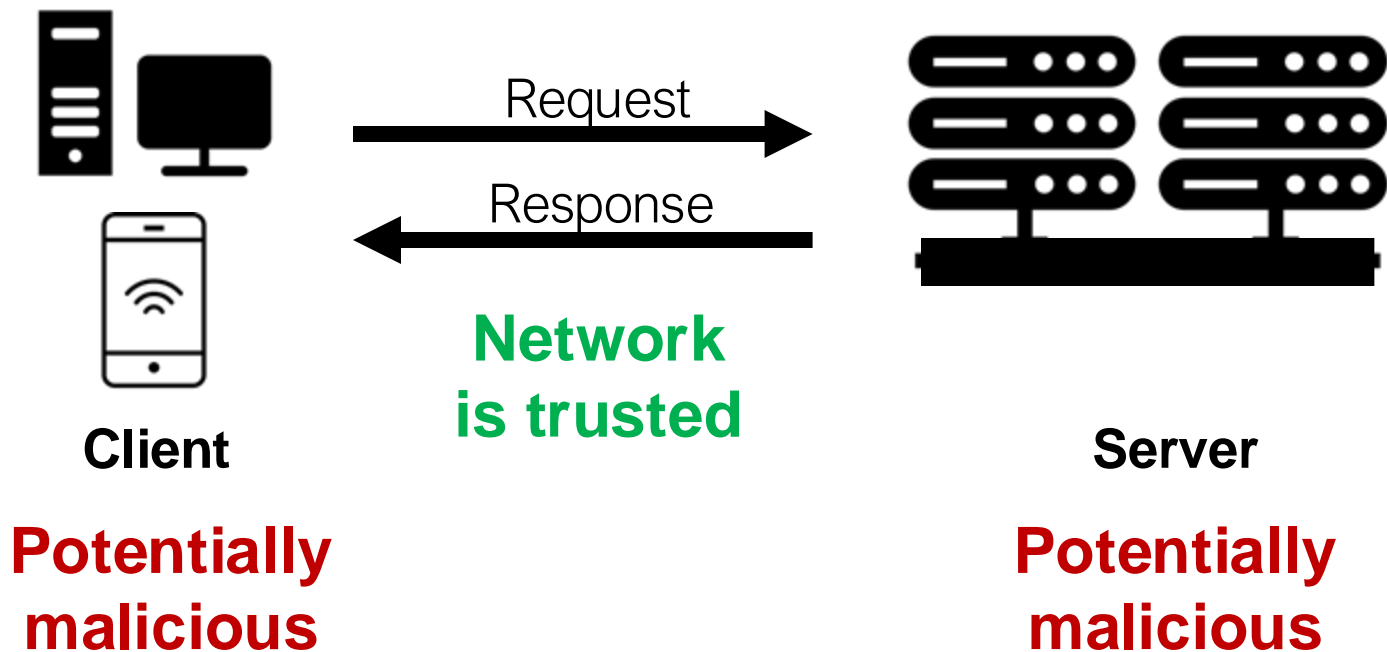 Request
Response
Network
is trusted
Client
Server
Potentially
malicious
Potentially
malicious